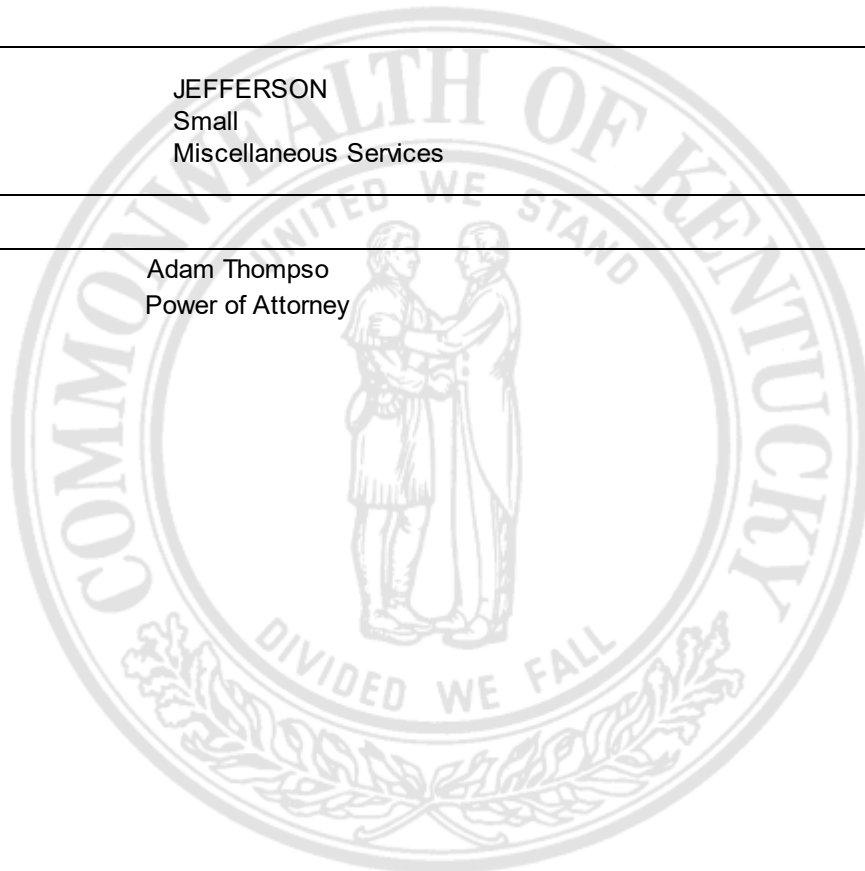 JEFFERSON
Small
Miscellaneous Services
Adam Thompso
Power of Attorney
COMMONWEALTH OF KENTUCKY
UNITED WE STAND
DIVIDED WE FALL